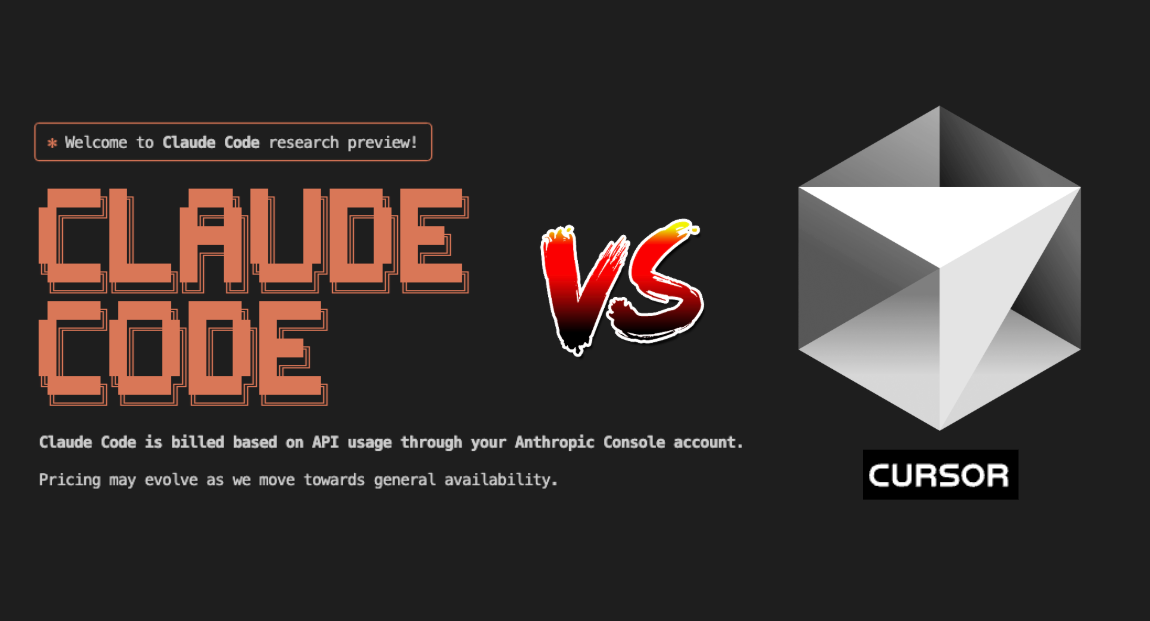 ✻ Welcome to Claude Code research preview!
CLAUDE
CODE
VS
Claude Code is billed based on API usage through your Anthropic Console account.
Pricing may evolve as we move towards general availability.
CURSOR